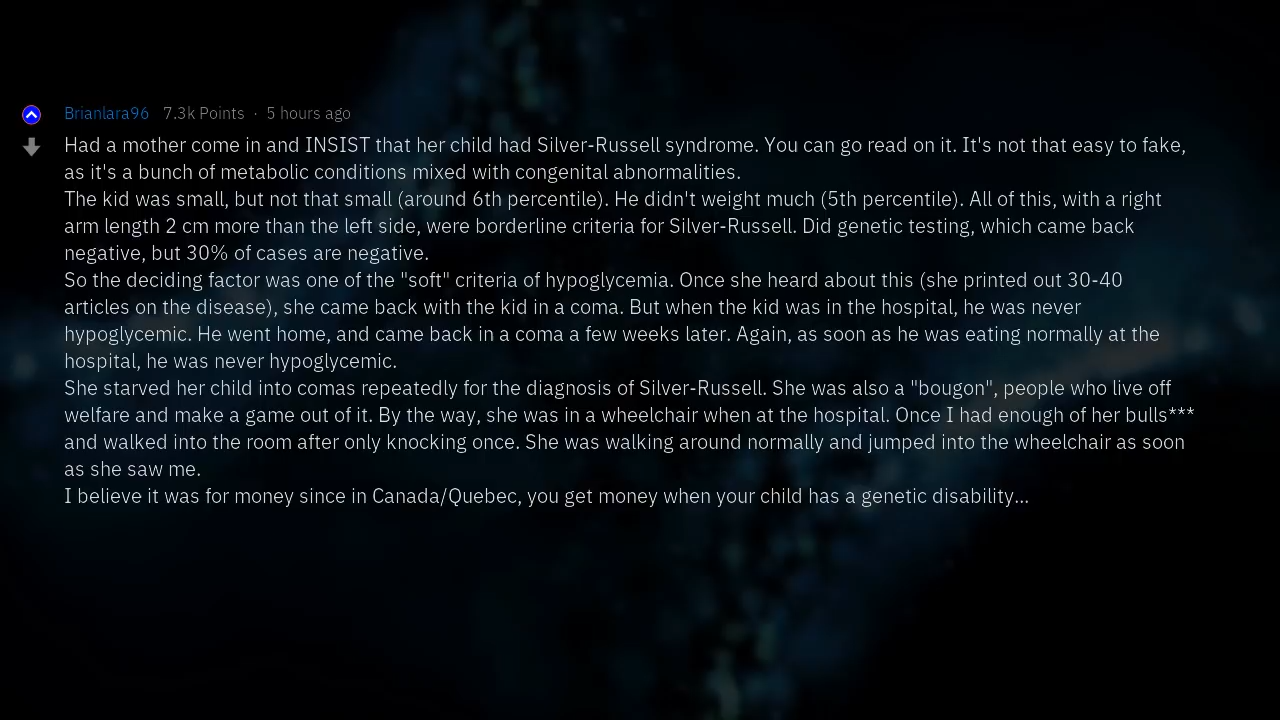 Brianlara96 7.3k Points · 5 hours ago
Had a mother come in and INSIST that her child had Silver-Russell syndrome. You can go read on it. It's not that easy to fake,
as it's a bunch of metabolic conditions mixed with congenital abnormalities.
The kid was small, but not that small (around 6th percentile). He didn't weight much (5th percentile). All of this, with a right
arm length 2 cm more than the left side, were borderline criteria for Silver-Russell. Did genetic testing, which came back
negative, but 30% of cases are negative.
So the deciding factor was one of the "soft" criteria of hypoglycemia. Once she heard about this (she printed out 30-40
articles on the disease), she came back with the kid in a coma. But when the kid was in the hospital, he was never
hypoglycemic. He went home, and came back in a coma a few weeks later. Again, as soon as he was eating normally at the
hospital, he was never hypoglycemic.
She starved her child into comas repeatedly for the diagnosis of Silver-Russell. She was also a "bougon", people who live off
welfare and make a game out of it. By the way, she was in a wheelchair when at the hospital. Once I had enough of her bulls***
and walked into the room after only knocking once. She was walking around normally and jumped into the wheelchair as soon
as she saw me.
I believe it was for money since in Canada/Quebec, you get money when your child has a genetic disability...